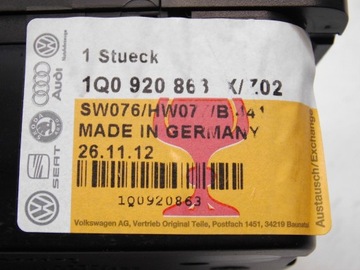 1 Stueck
1Q0 920 863 X/Z02
SW076/HW07 /B
MADE IN GERMANY
26.11.12
1Q0920863
Volkswagen AG, Vertrieb Original Teile, Postfach 1451, 34219 Baunatal
Audi
SEAT
Austausch/Exchange